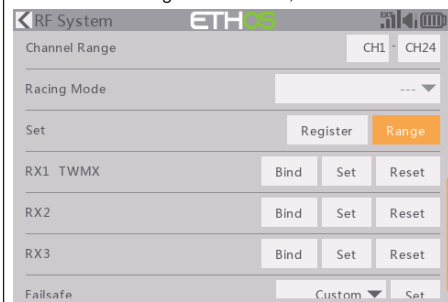 RF System ETHOS EXT
Channel Range CH1 - CH24
Racing Mode ---
Set Register Range
RX1 TWMX Bind Set Reset
RX2 Bind Set Reset
RX3 Bind Set Reset
Failsafe Custom Set